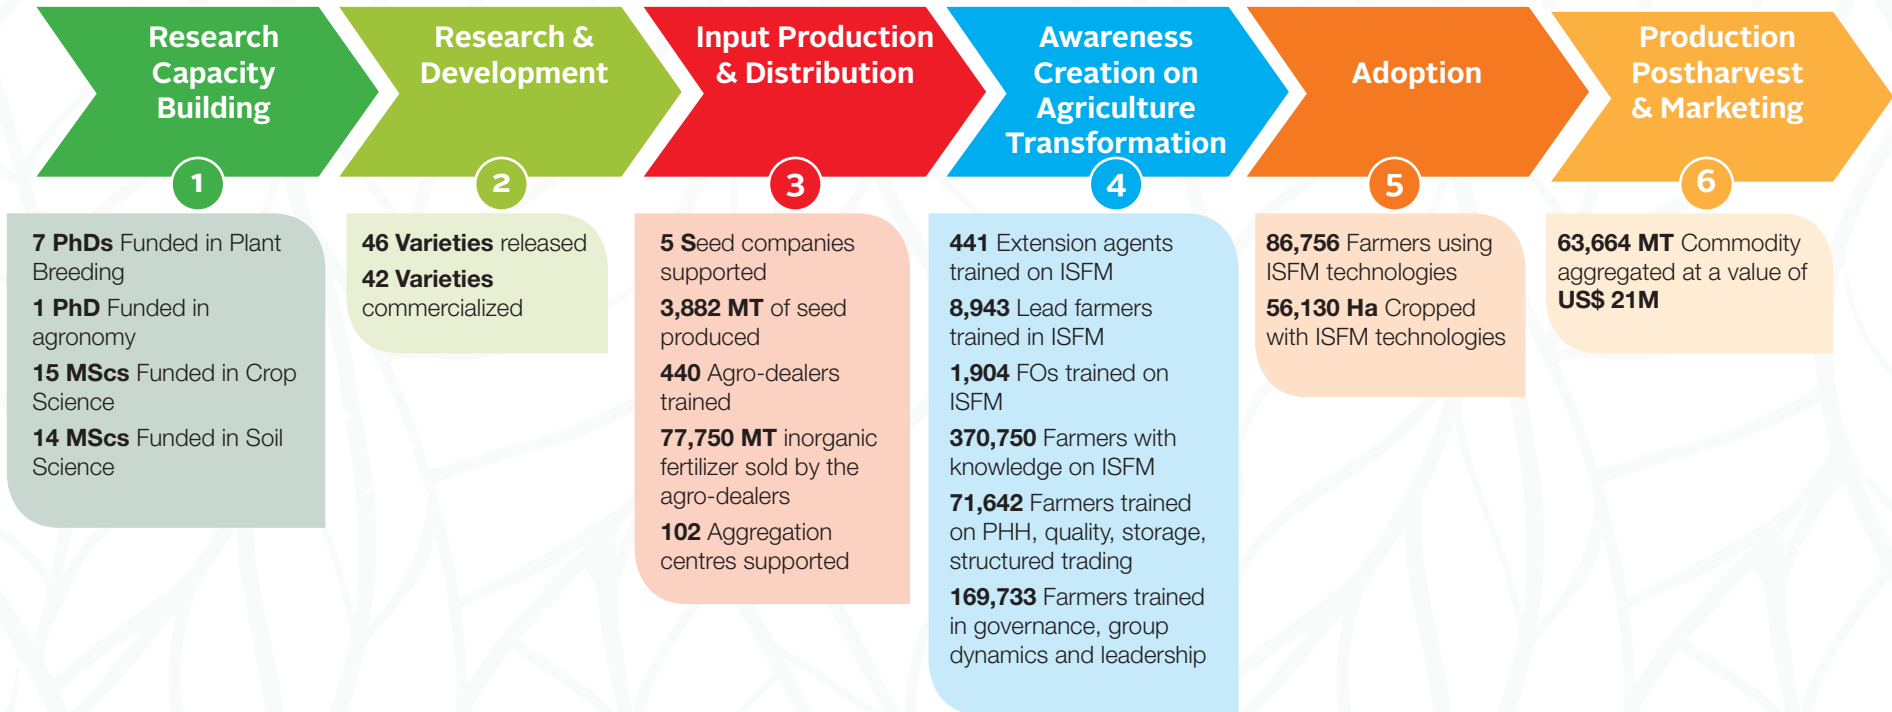 Research
Capacity
Building
1
7 PhDs Funded in Plant
Breeding
1 PhD Funded in
agronomy
15 MScs Funded in Crop
Science
14 MScs Funded in Soil
Science
Research &
Development
2
46 Varieties released
42 Varieties
commercialized
Input Production
& Distribution
3
5 Seed companies
supported
3,882 MT of seed
produced
440 Agro-dealers
trained
77,750 MT inorganic
fertilizer sold by the
agro-dealers
102 Aggregation
centres supported
Awareness
Creation on
Agriculture
Transformation
4
441 Extension agents
trained on ISFM
8,943 Lead farmers
trained in ISFM
1,904 FOs trained on
ISFM
370,750 Farmers with
knowledge on ISFM
71,642 Farmers trained
on PHH, quality, storage,
structured trading
169,733 Farmers trained
in governance, group
dynamics and leadership
Adoption
5
86,756 Farmers using
ISFM technologies
56,130 Ha Cropped
with ISFM technologies
Production
Postharvest
& Marketing
6
63,664 MT Commodity
aggregated at a value of
US$ 21M